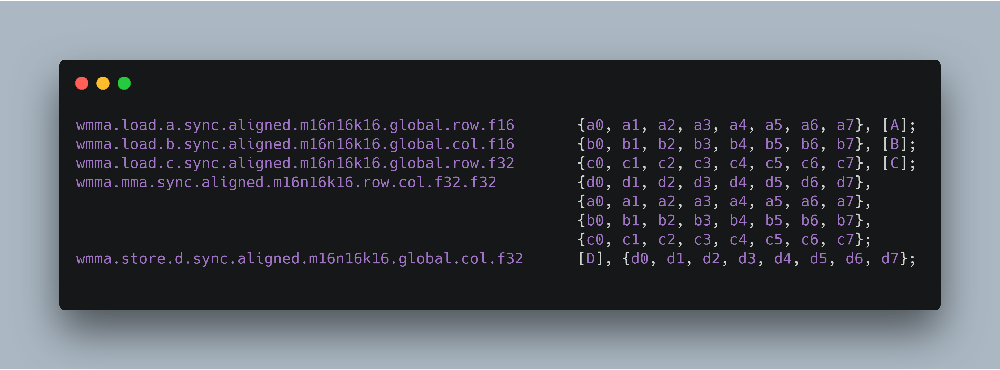 wmma.load.a.sync.aligned.m16n16k16.global.row.f16 {a0, a1, a2, a3, a4, a5, a6, a7}, [A];
wmma.load.b.sync.aligned.m16n16k16.global.col.f16 {b0, b1, b2, b3, b4, b5, b6, b7}, [B];
wmma.load.c.sync.aligned.m16n16k16.global.row.f32 {c0, c1, c2, c3, c4, c5, c6, c7}, [C];
wmma.mma.sync.aligned.m16n16k16.row.col.f32.f32 {d0, d1, d2, d3, d4, d5, d6, d7},
{a0, a1, a2, a3, a4, a5, a6, a7},
{b0, b1, b2, b3, b4, b5, b6, b7},
{c0, c1, c2, c3, c4, c5, c6, c7};
wmma.store.d.sync.aligned.m16n16k16.global.col.f32 [D], {d0, d1, d2, d3, d4, d5, d6, d7};